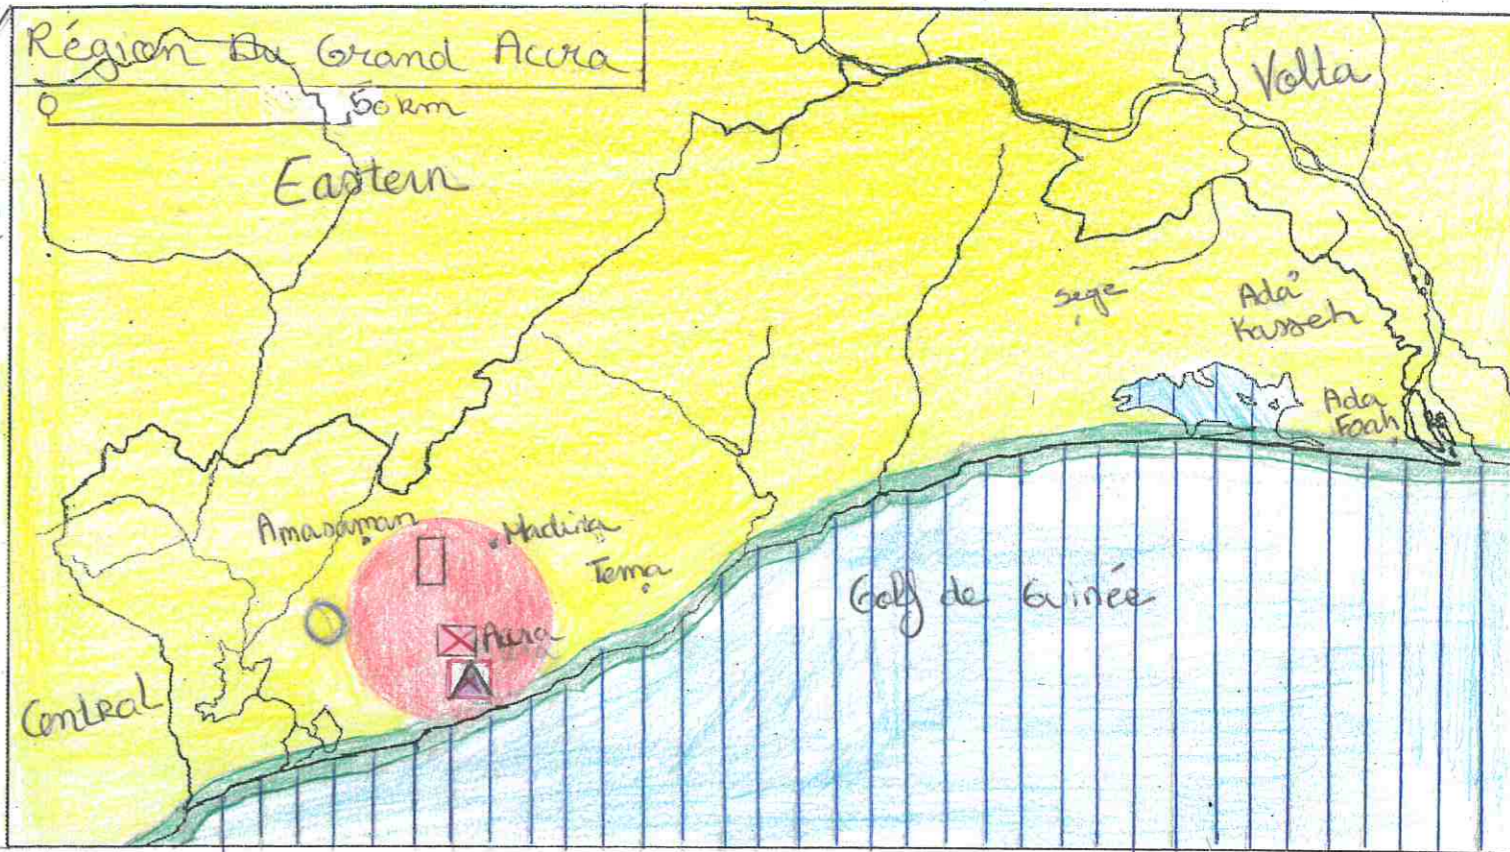 Région Du Grand Accra
0 50 km
Volta
Eastern
Sege
Ada
Kasseh
Ada
Foah
Amasaman
Madina
Tema
Golf de Guinée
Accra
Central